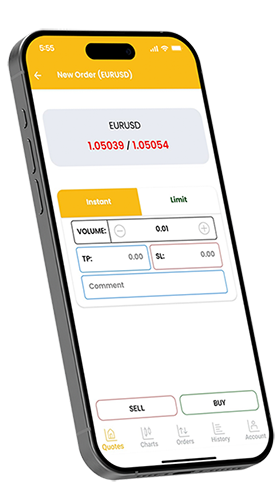 5:55
New Order (EURUSD)
EURUSD
1.05039 / 1.05054
Instant Limit
VOLUME: 0.01
TP: 0.00 SL: 0.00
Comment
SELL BUY
Quotes Charts Orders History Account